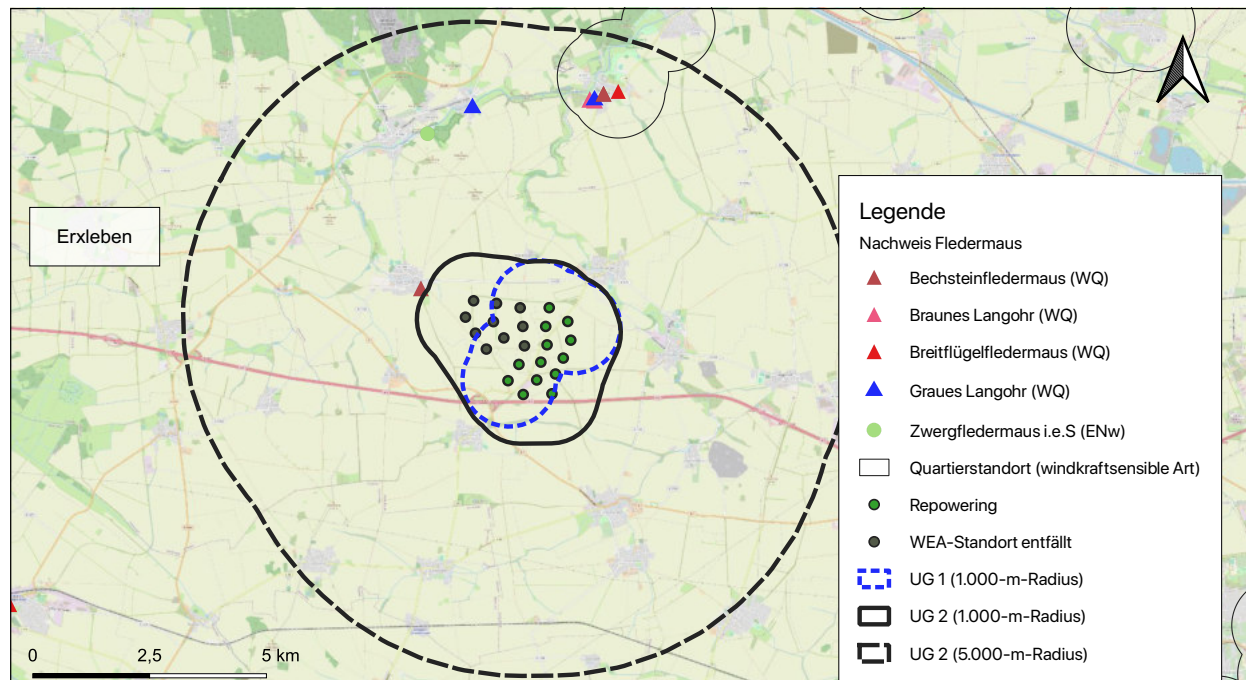 Erxleben
Legende
Nachweis Fledermaus
Bechsteinfledermaus (WQ)
Braunes Langohr (WQ)
Breitflügelfledermaus (WQ)
Graues Langohr (WQ)
Zwergfledermaus i.e.S (ENw)
Quartierstandort (windkraftsensible Art)
Repowering
WEA-Standort entfällt
UG 1 (1.000-m-Radius)
UG 2 (1.000-m-Radius)
UG 2 (5.000-m-Radius)
0 2,5 5 km